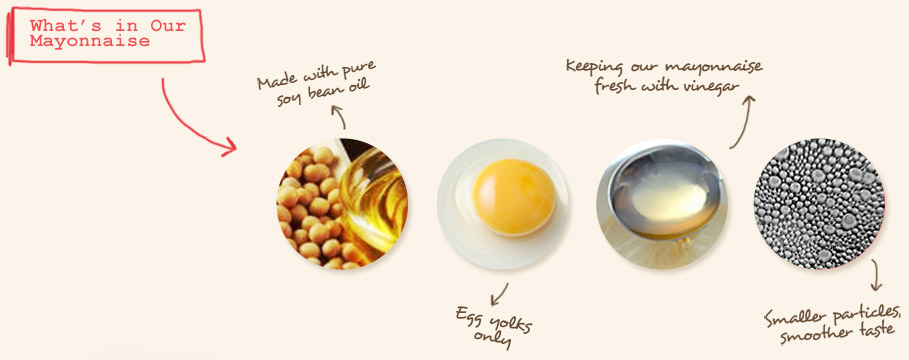 What's in Our
Mayonnaise
Made with pure
soy bean oil
Keeping our mayonnaise
fresh with vinegar
Egg yolks
only
Smaller particles,
smoother taste